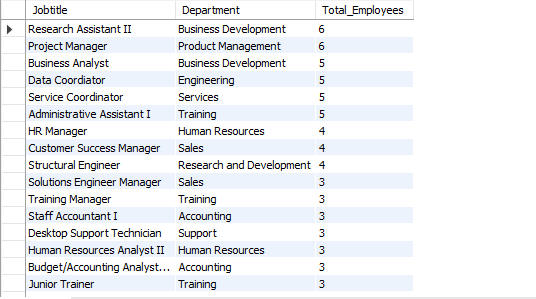 Jobtitle Department Total_Employees
Research Assistant II Business Development 6
Project Manager Product Management 6
Business Analyst Business Development 5
Data Coordiator Engineering 5
Service Coordinator Services 5
Administrative Assistant I Training 5
HR Manager Human Resources 4
Customer Success Manager Sales 4
Structural Engineer Research and Development 4
Solutions Engineer Manager Sales 3
Training Manager Training 3
Staff Accountant I Accounting 3
Desktop Support Technician Support 3
Human Resources Analyst II Human Resources 3
Budget/Accounting Analyst... Accounting 3
Junior Trainer Training 3